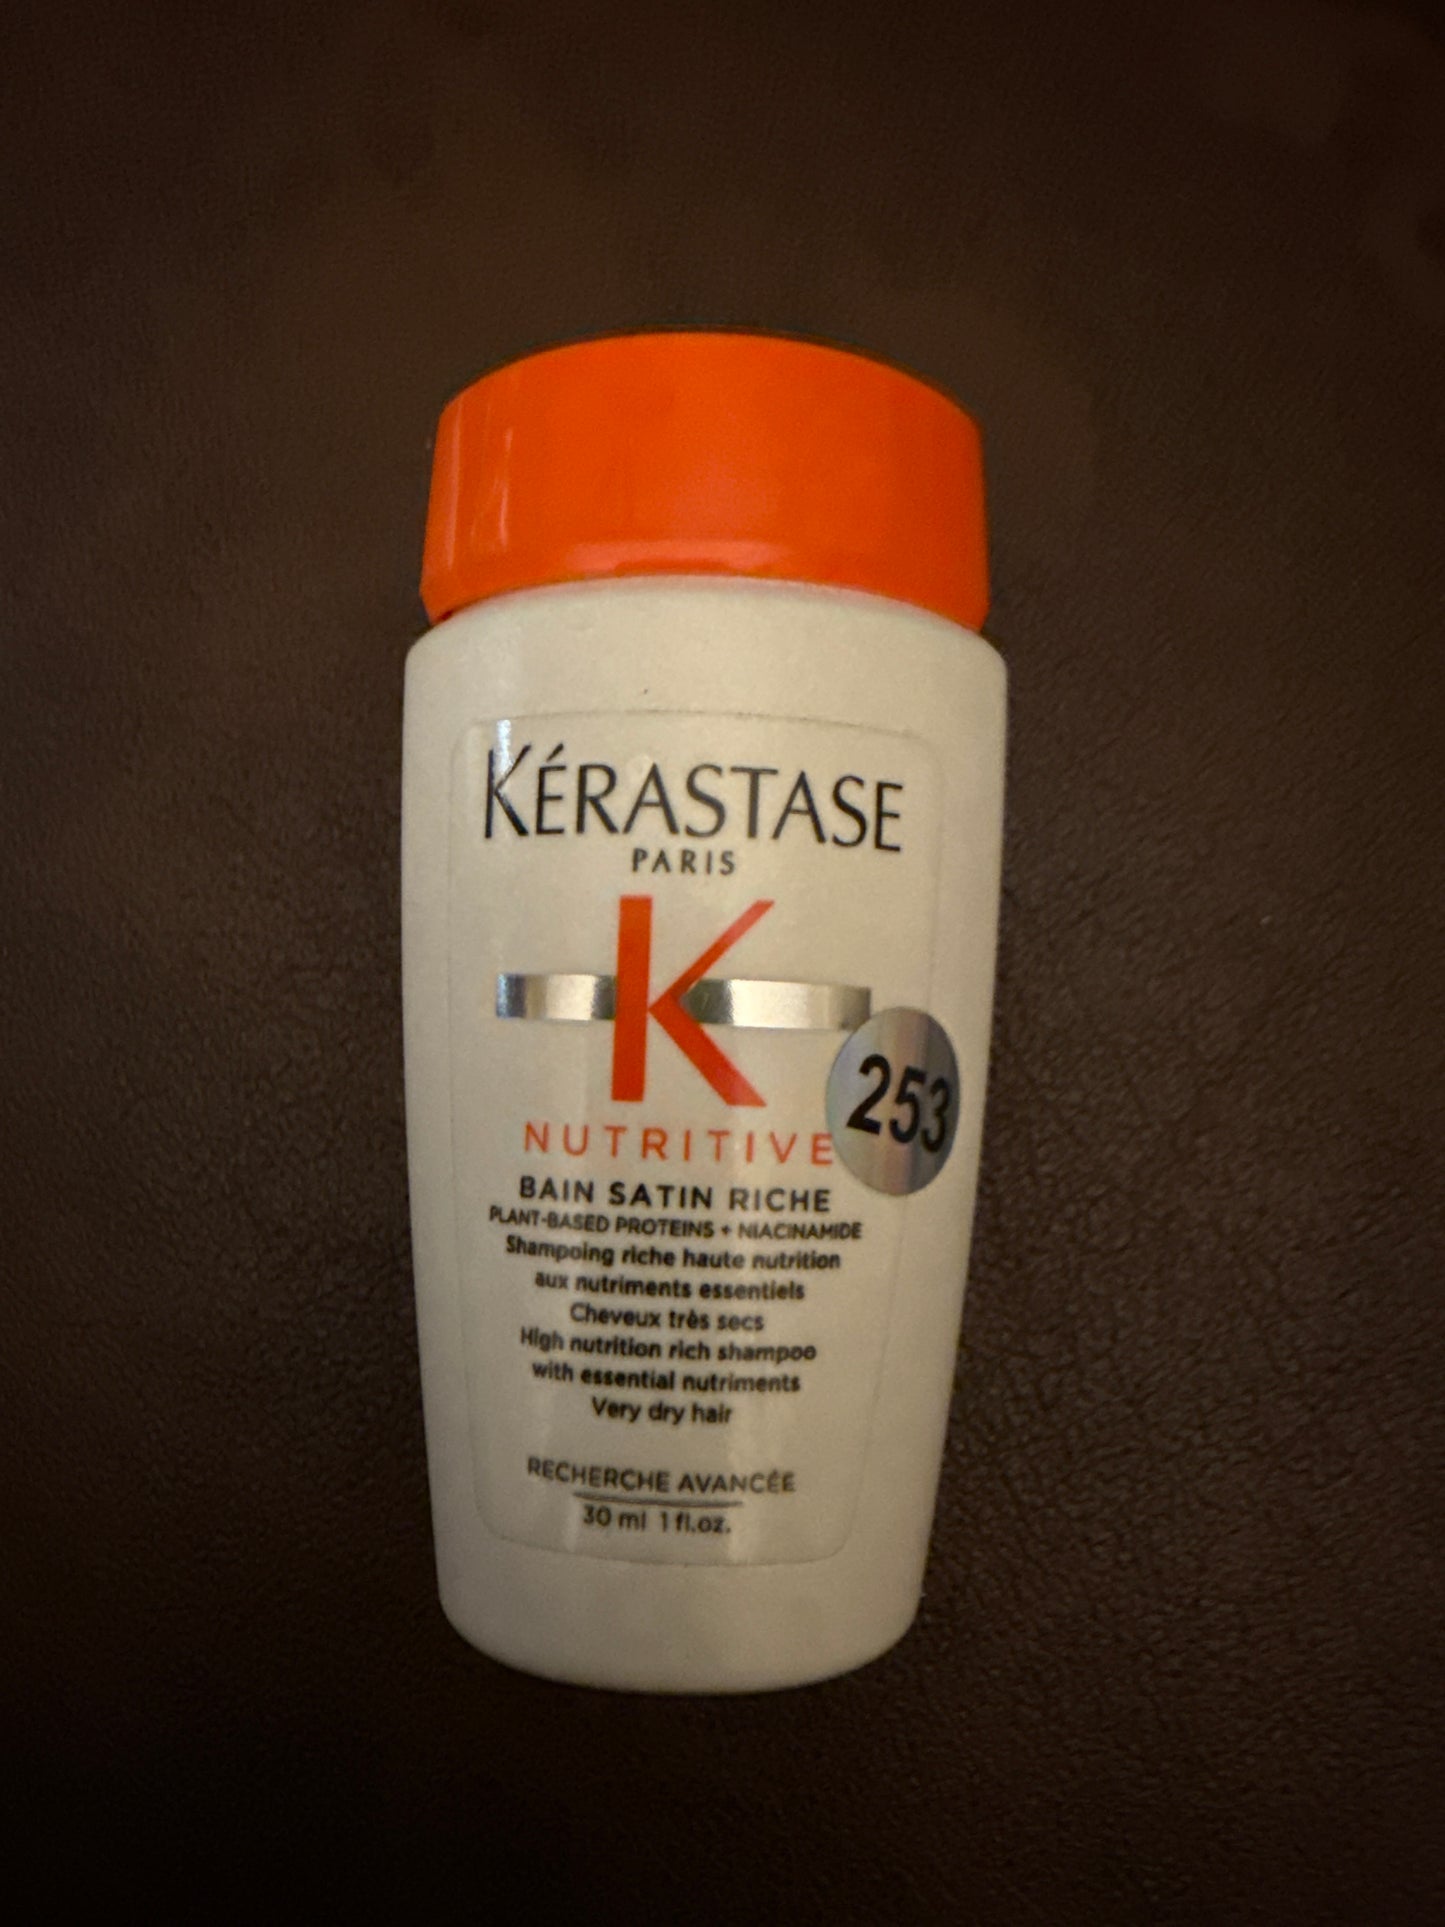 KÉRASTASE
PARIS
K
253
NUTRITIVE
BAIN SATIN RICHE
PLANT-BASED PROTEINS + NIACINAMIDE
Shampoing riche haute nutrition
aux nutriments essentiels
Cheveux très secs
High nutrition rich shampoo
with essential nutriments
Very dry hair
RECHERCHE AVANCÉE
30 ml 1 fl.oz.